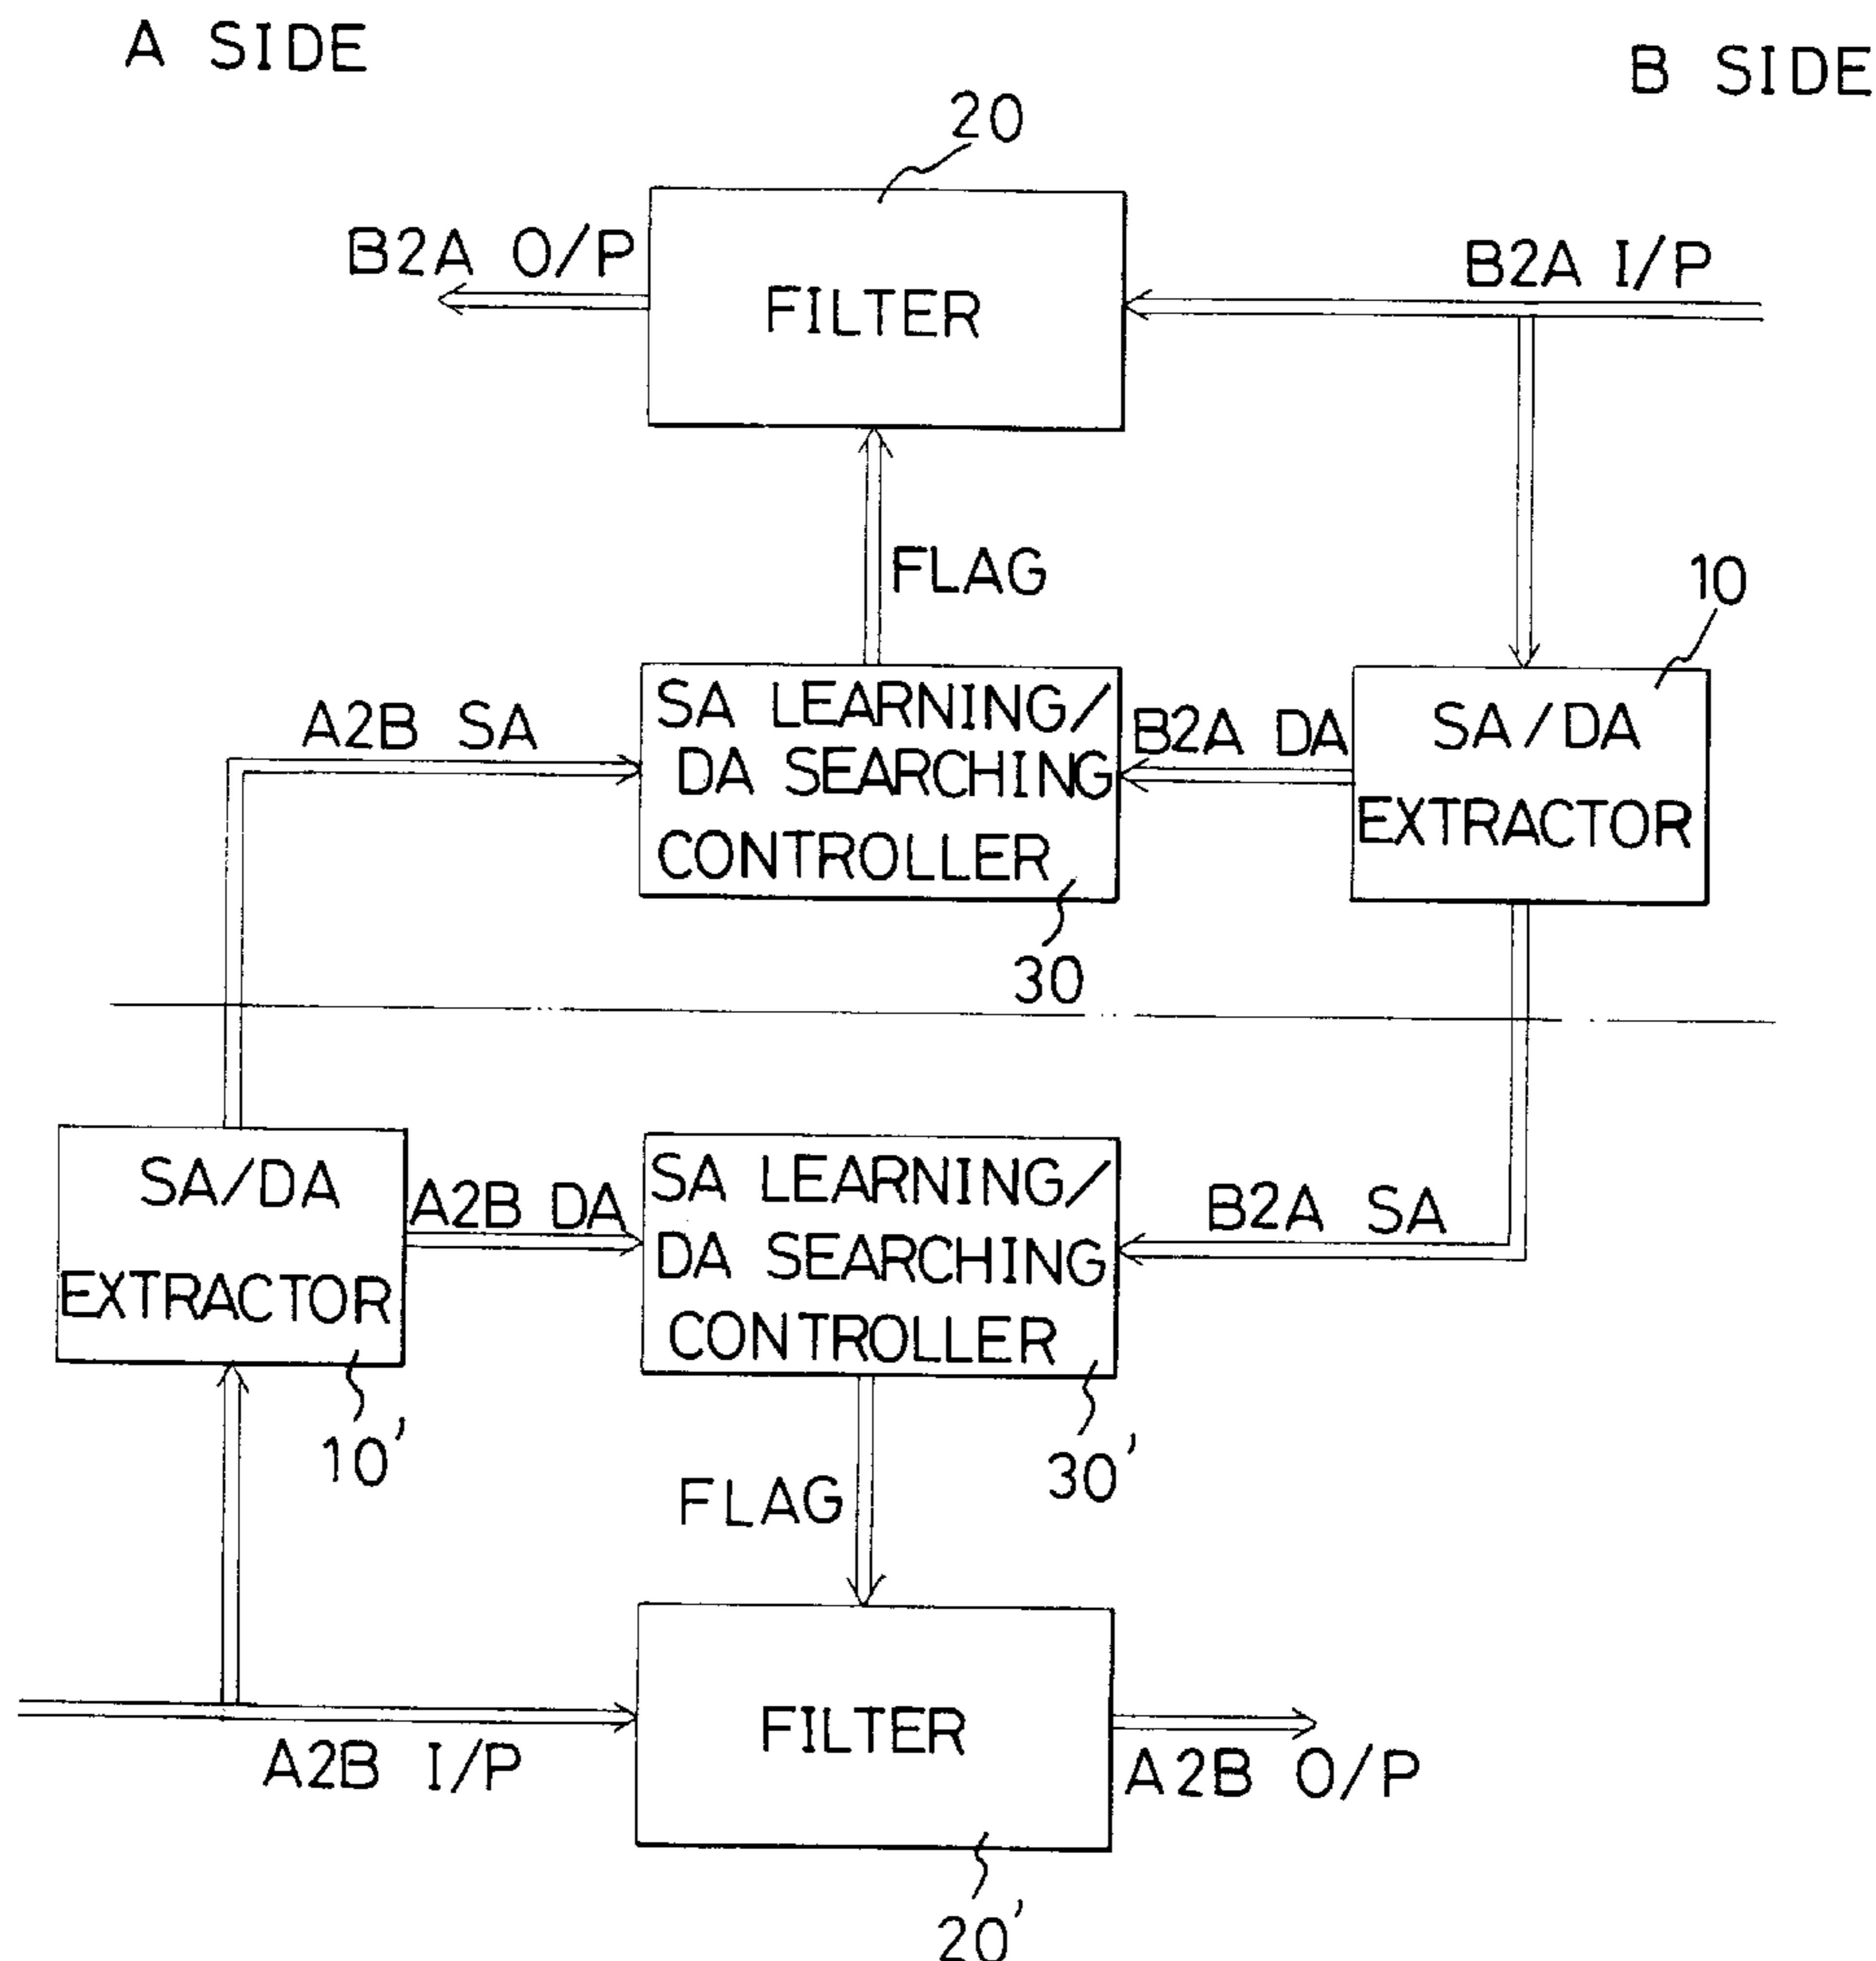 A SIDE
B SIDE
20
B2A O/P
B2A I/P
FILTER
FLAG
10
A2B SA
SA LEARNING/
DA SEARCHING
CONTROLLER
B2A DA
SA/DA
EXTRACTOR
30
SA/DA
EXTRACTOR
A2B DA
SA LEARNING/
DA SEARCHING
CONTROLLER
B2A SA
10'
30'
FLAG
FILTER
A2B I/P
A2B O/P
20'